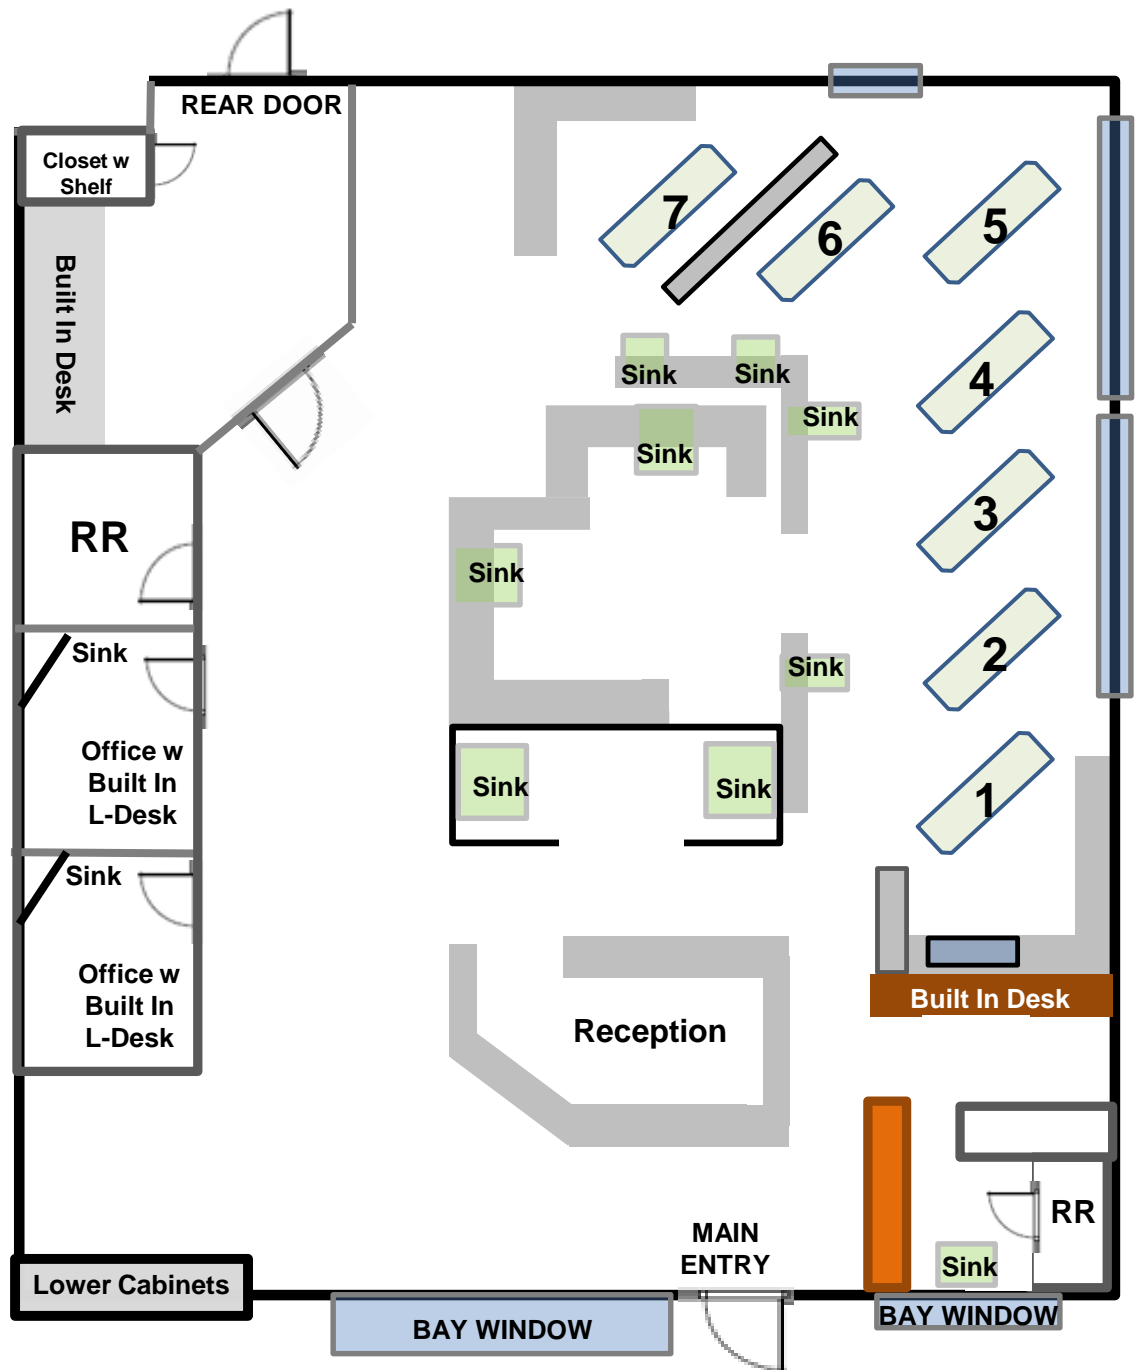 REAR DOOR
Closet w
Shelf
Built In Desk
7
6
5
4
3
2
1
Sink
Sink
Sink
Sink
Sink
Sink
Sink
Sink
RR
Sink
Office w
Built In
L-Desk
Sink
Office w
Built In
L-Desk
Reception
Built In Desk
RR
Sink
MAIN
ENTRY
Lower Cabinets
BAY WINDOW
BAY WINDOW